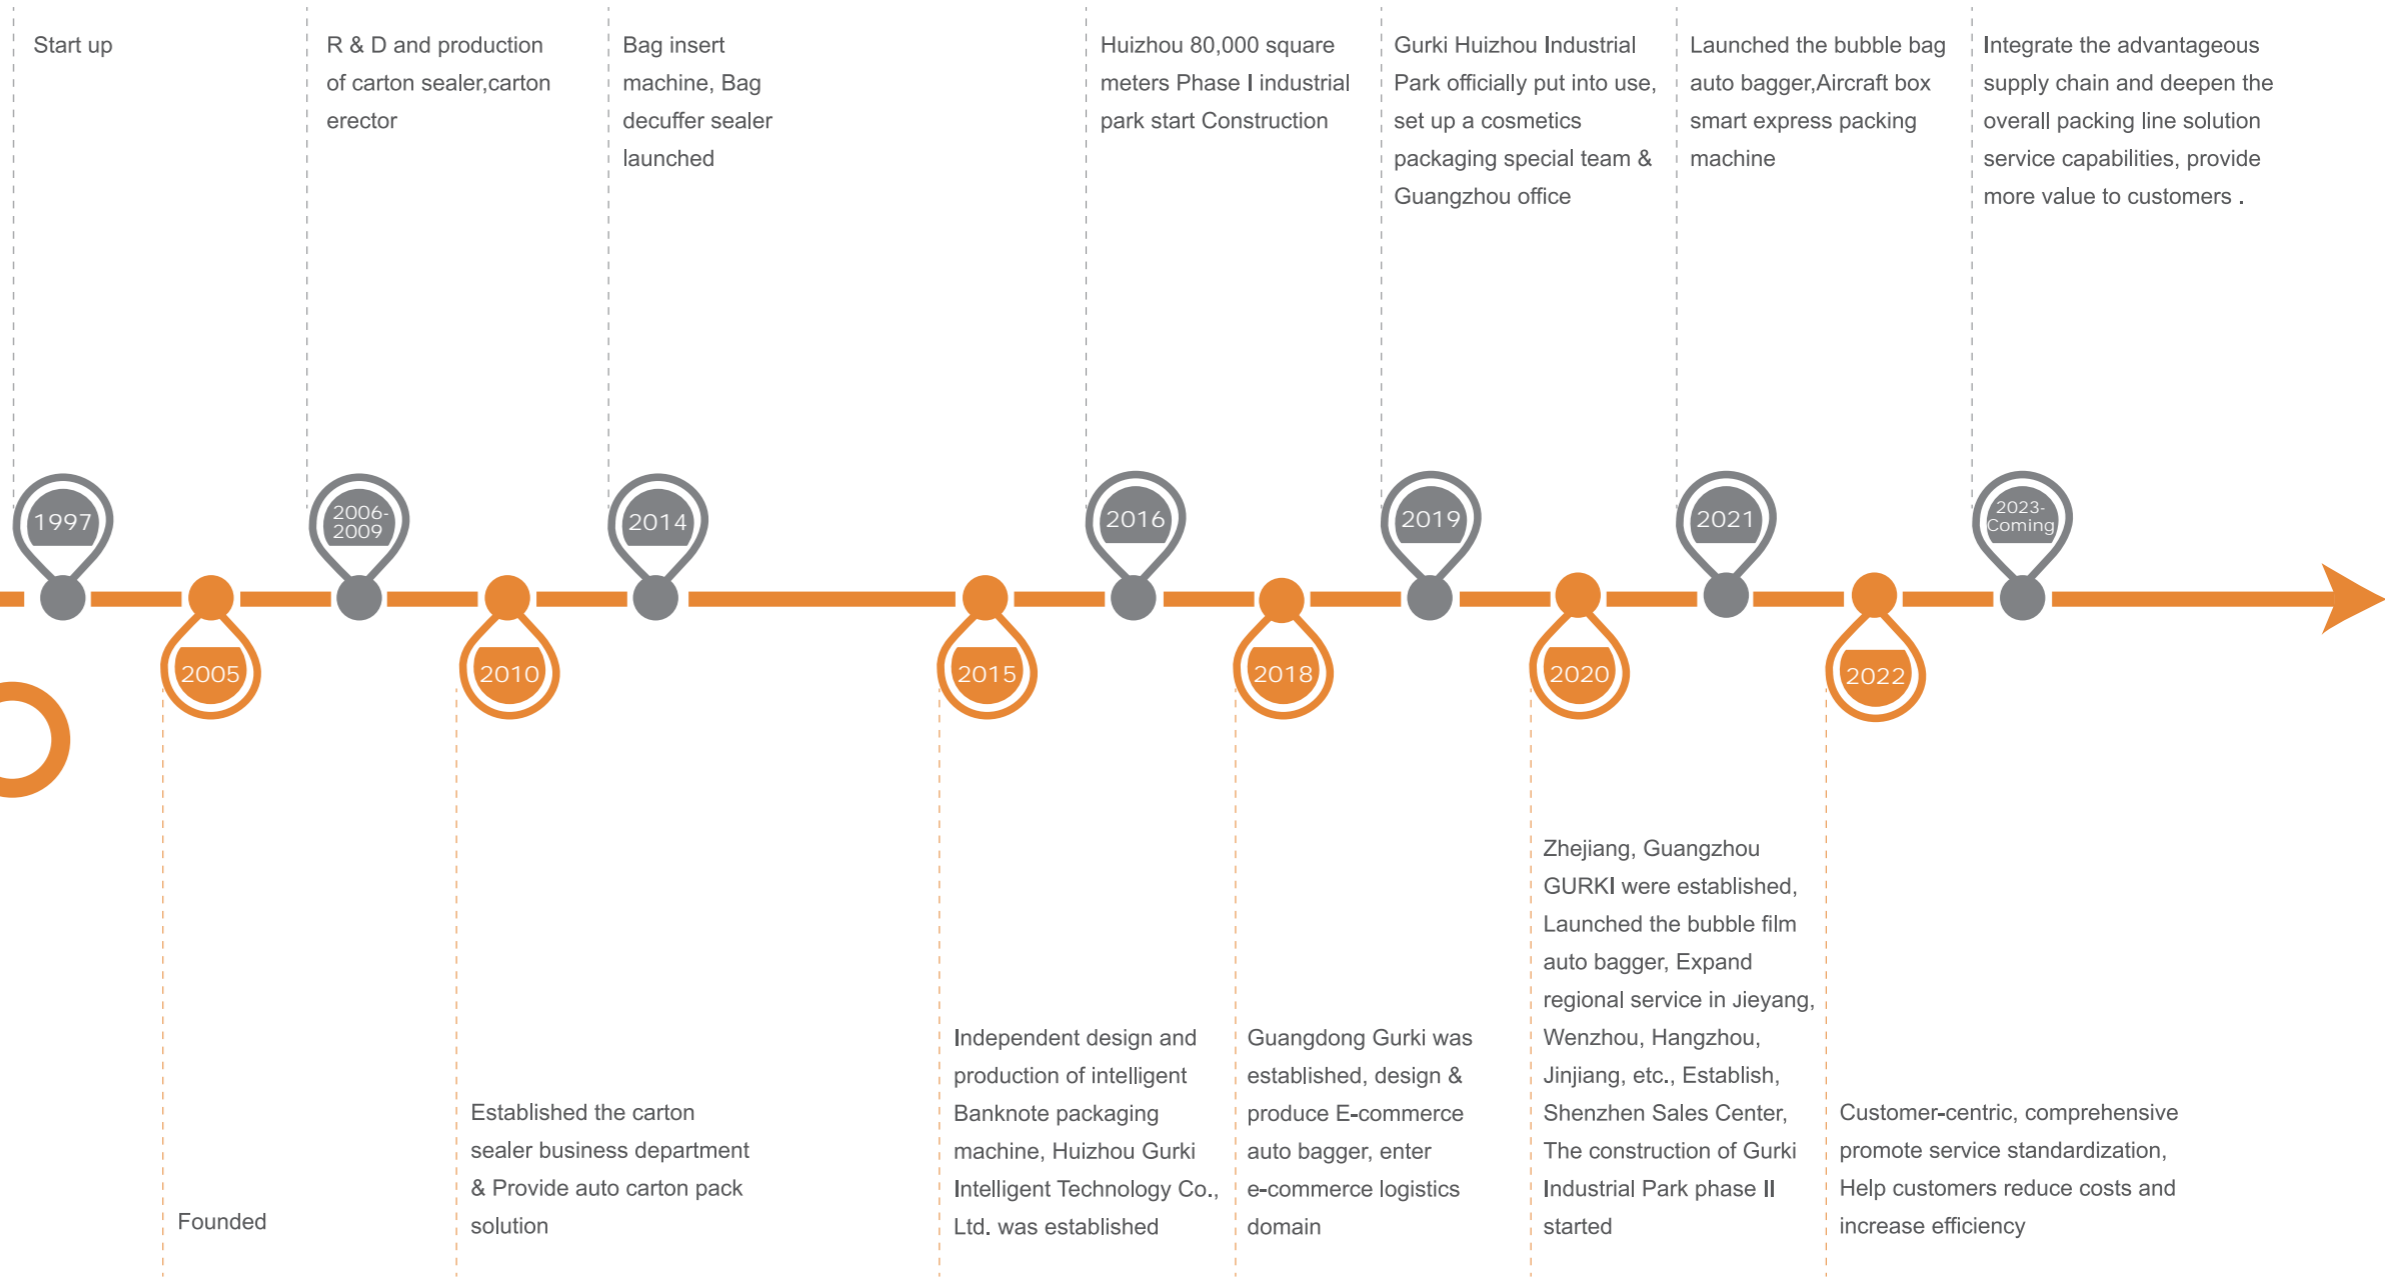 Start up
R & D and production
of carton sealer,carton
erector
Bag insert
machine, Bag
decuffer sealer
launched
Huizhou 80,000 square
meters Phase I industrial
park start Construction
Gurki Huizhou Industrial
Park officially put into use,
set up a cosmetics
packaging special team &
Guangzhou office
Launched the bubble bag
auto bagger,Aircraft box
smart express packing
machine
Integrate the advantageous
supply chain and deepen the
overall packing line solution
service capabilities, provide
more value to customers .
1997
2006-
2009
2014
2016
2019
2021
2023-
Coming
2005
2010
2015
2018
2020
2022
Founded
Established the carton
sealer business department
& Provide auto carton pack
solution
Independent design and
production of intelligent
Banknote packaging
machine, Huizhou Gurki
Intelligent Technology Co.,
Ltd. was established
Guangdong Gurki was
established, design &
produce E-commerce
auto bagger, enter
e-commerce logistics
domain
Zhejiang, Guangzhou
GURKI were established,
Launched the bubble film
auto bagger, Expand
regional service in Jieyang,
Wenzhou, Hangzhou,
Jinjiang, etc., Establish,
Shenzhen Sales Center,
The construction of Gurki
Industrial Park phase II
started
Customer-centric, comprehensive
promote service standardization,
Help customers reduce costs and
increase efficiency